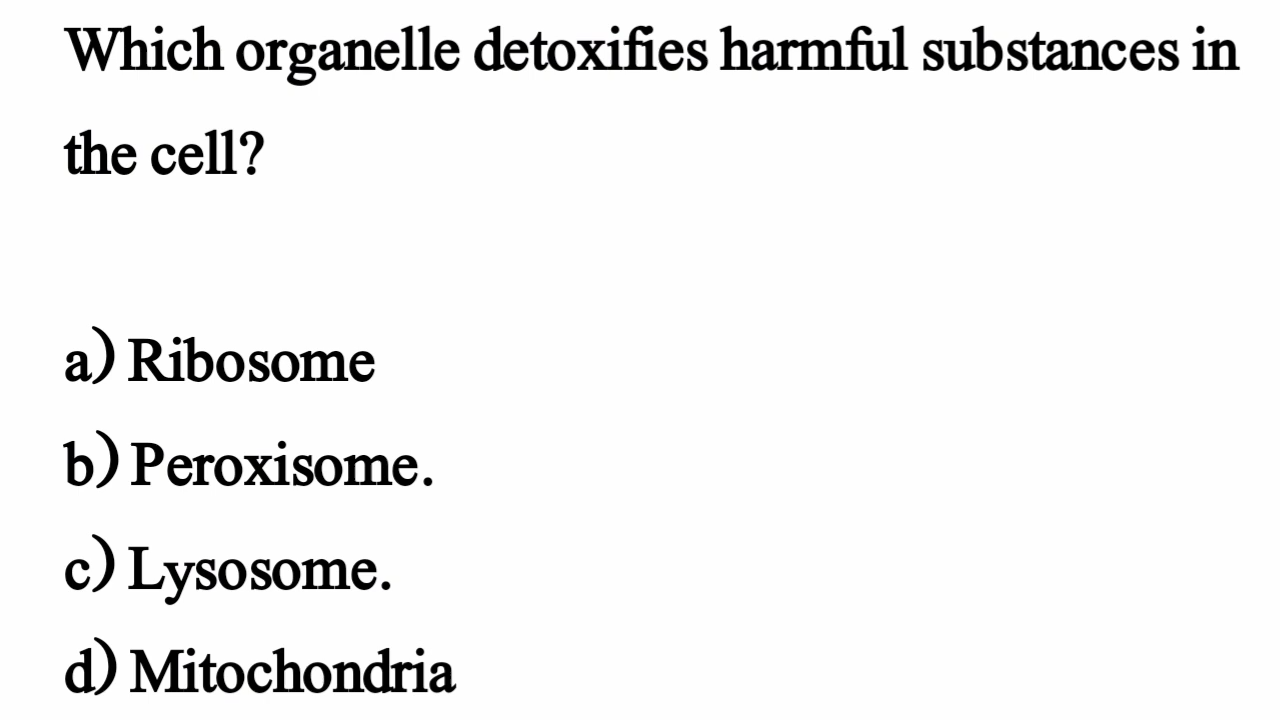 Which organelle detoxifies harmful substances in
the cell?
a) Ribosome
b) Peroxisome.
c) Lysosome.
d) Mitochondria